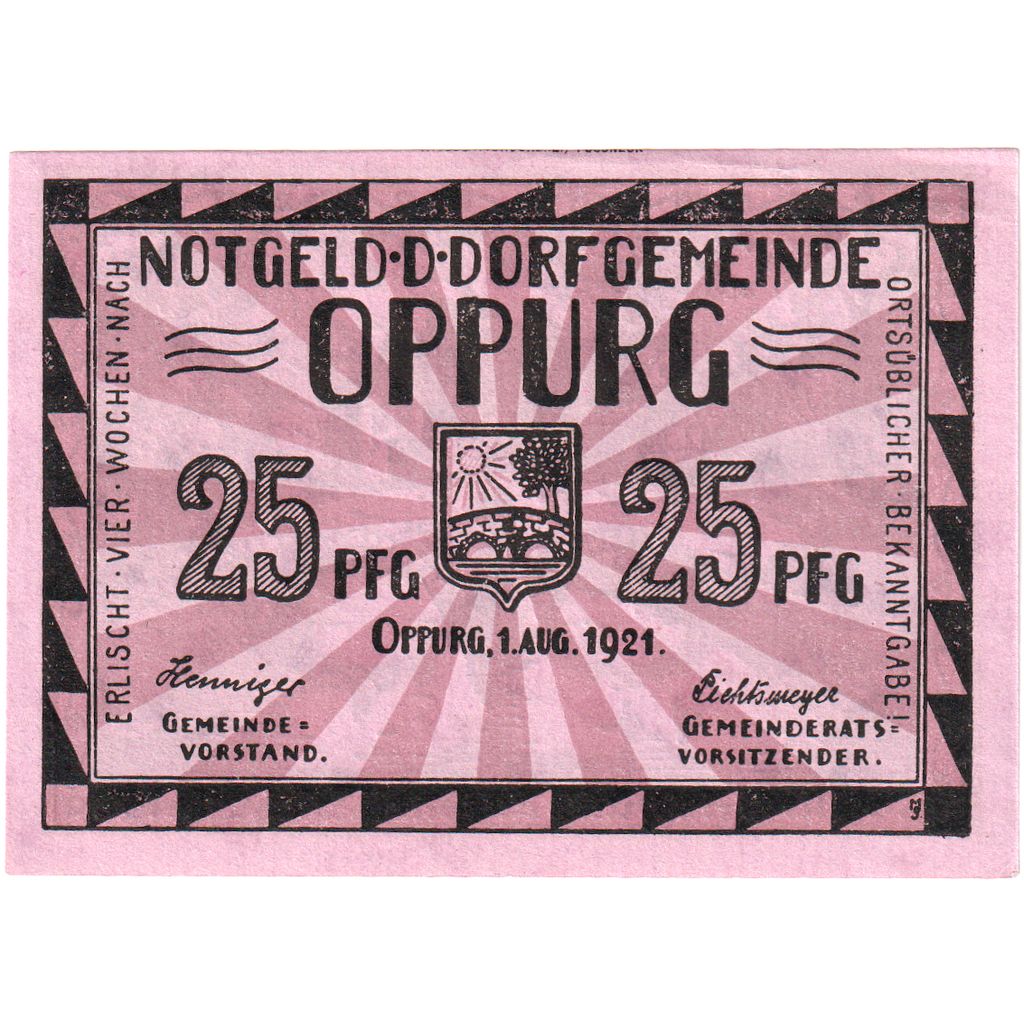 NOTGELD·D·DORFGEMEINDE
OPPURG
ERLISCHT·VIER·WOCHEN·NACH
ORTSÜBLICHER·BEKANNTGABE!
25 PFG
25 PFG
OPPURG, 1. AUG. 1921.
Henniger
GEMEINDE=
VORSTAND.
Lichtsmeyer
GEMEINDERATS=
VORSITZENDER.